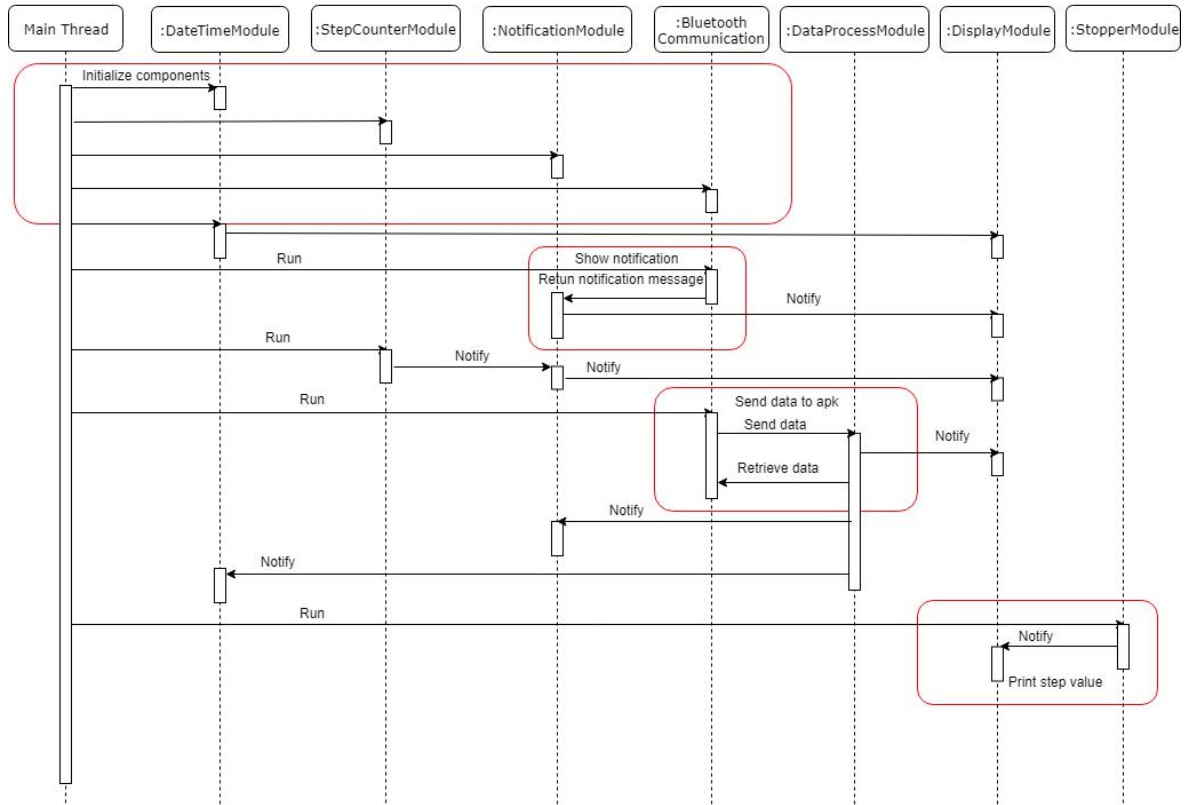 Main Thread
:DateTimeModule
:StepCounterModule
:NotificationModule
:Bluetooth
Communication
:DataProcessModule
:DisplayModule
:StopperModule
Initialize components
Run
Show notification
Retun notification message
Notify
Run
Notify
Notify
Run
Send data to apk
Send data
Notify
Retrieve data
Notify
Notify
Run
Notify
Print step value